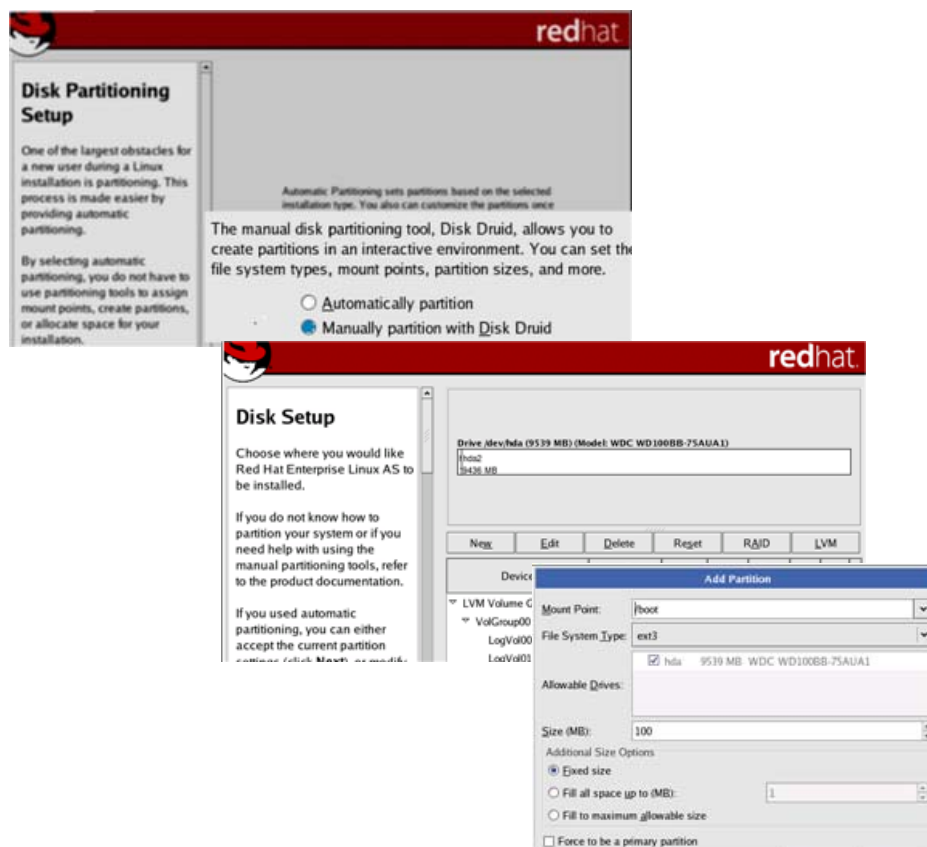 redhat.
Disk Partitioning
Setup
One of the largest obstacles for
a new user during a Linux
installation is partitioning. This
process is made easier by
providing automatic
partitioning.
By selecting automatic
partitioning, you do not have to
use partitioning tools to assign
mount points, create partitions,
or allocate space for your
installation.
Automatic Partitioning sets partitions based on the selected
installation type. You also can customize the partitions once
The manual disk partitioning tool, Disk Druid, allows you to
create partitions in an interactive environment. You can set the
file system types, mount points, partition sizes, and more.
Automatically partition
Manually partition with Disk Druid
redhat.
Disk Setup
Choose where you would like
Red Hat Enterprise Linux AS to
be installed.
If you do not know how to
partition your system or if you
need help with using the
manual partitioning tools, refer
to the product documentation.
If you used automatic
partitioning, you can either
accept the current partition
settings (click Next), or modify
Drive /dev/hda (9539 MB) (Model: WDC WD100BB-75AUA1)
hda2
9436 MB
New Edit Delete Reset RAID LVM
Device
LVM Volume G
VolGroup00
LogVol00
LogVol01
Add Partition
Mount Point: /boot
File System Type: ext3
Allowable Drives: hda 9539 MB WDC WD100BB-75AUA1
Size (MB): 100
Additional Size Options
Fixed size
Fill all space up to (MB): 1
Fill to maximum allowable size
Force to be a primary partition